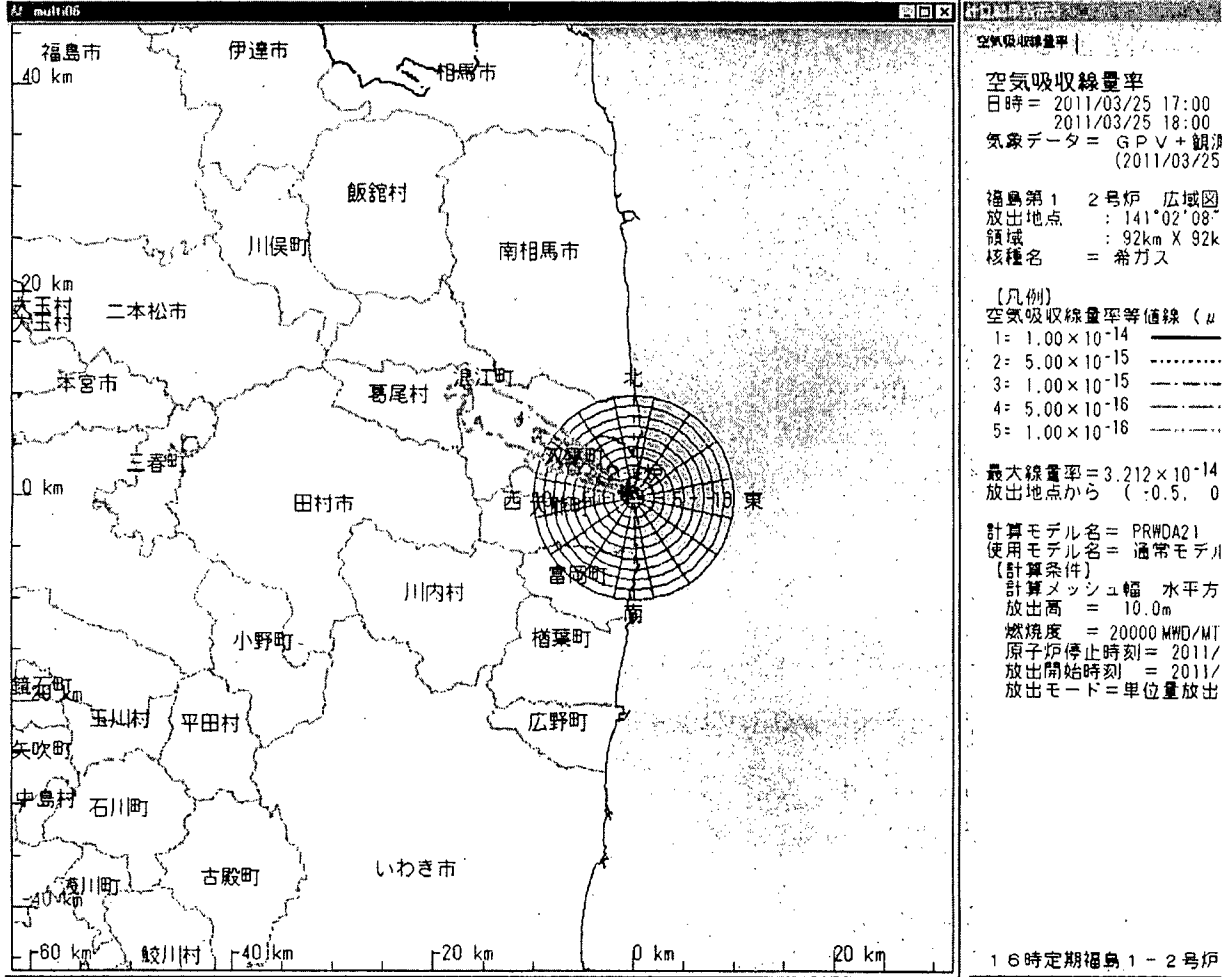 multi06
福島市
伊達市
相馬市
40 km
飯舘村
川俣町
南相馬市
20 km
大玉村
大玉村
二本松市
本宮市
葛尾村
浪江町
北
三春町
双葉町
0 km
田村市
西
10
5
10
東
富岡町
川内村
南
小野町
楢葉町
鏡石町
玉川村
平田村
広野町
矢吹町
中島村
石川町
浅川町
古殿町
いわき市
-40 km
-60 km
鮫川村
-40 km
-20 km
0 km
20 km
空気吸収線量率
空気吸収線量率
日時= 2011/03/25 17:00
2011/03/25 18:00
気象データ= GPV+観測
(2011/03/25
福島第1 2号炉 広域図
放出地点 : 141°02'08"
領域 : 92km X 92k
核種名 = 希ガス
【凡例】
空気吸収線量率等値線 (μ
1= 1.00×10-14
2= 5.00×10-15
3= 1.00×10-15
4= 5.00×10-16
5= 1.00×10-16
最大線量率=3.212×10-14
放出地点から ( -0.5, 0
計算モデル名= PRWDA21
使用モデル名= 通常モデル
【計算条件】
計算メッシュ幅 水平方
放出高 = 10.0m
燃焼度 = 20000MWD/MT
原子炉停止時刻= 2011/
放出開始時刻 = 2011/
放出モード=単位量放出
16時定期福島1-2号炉